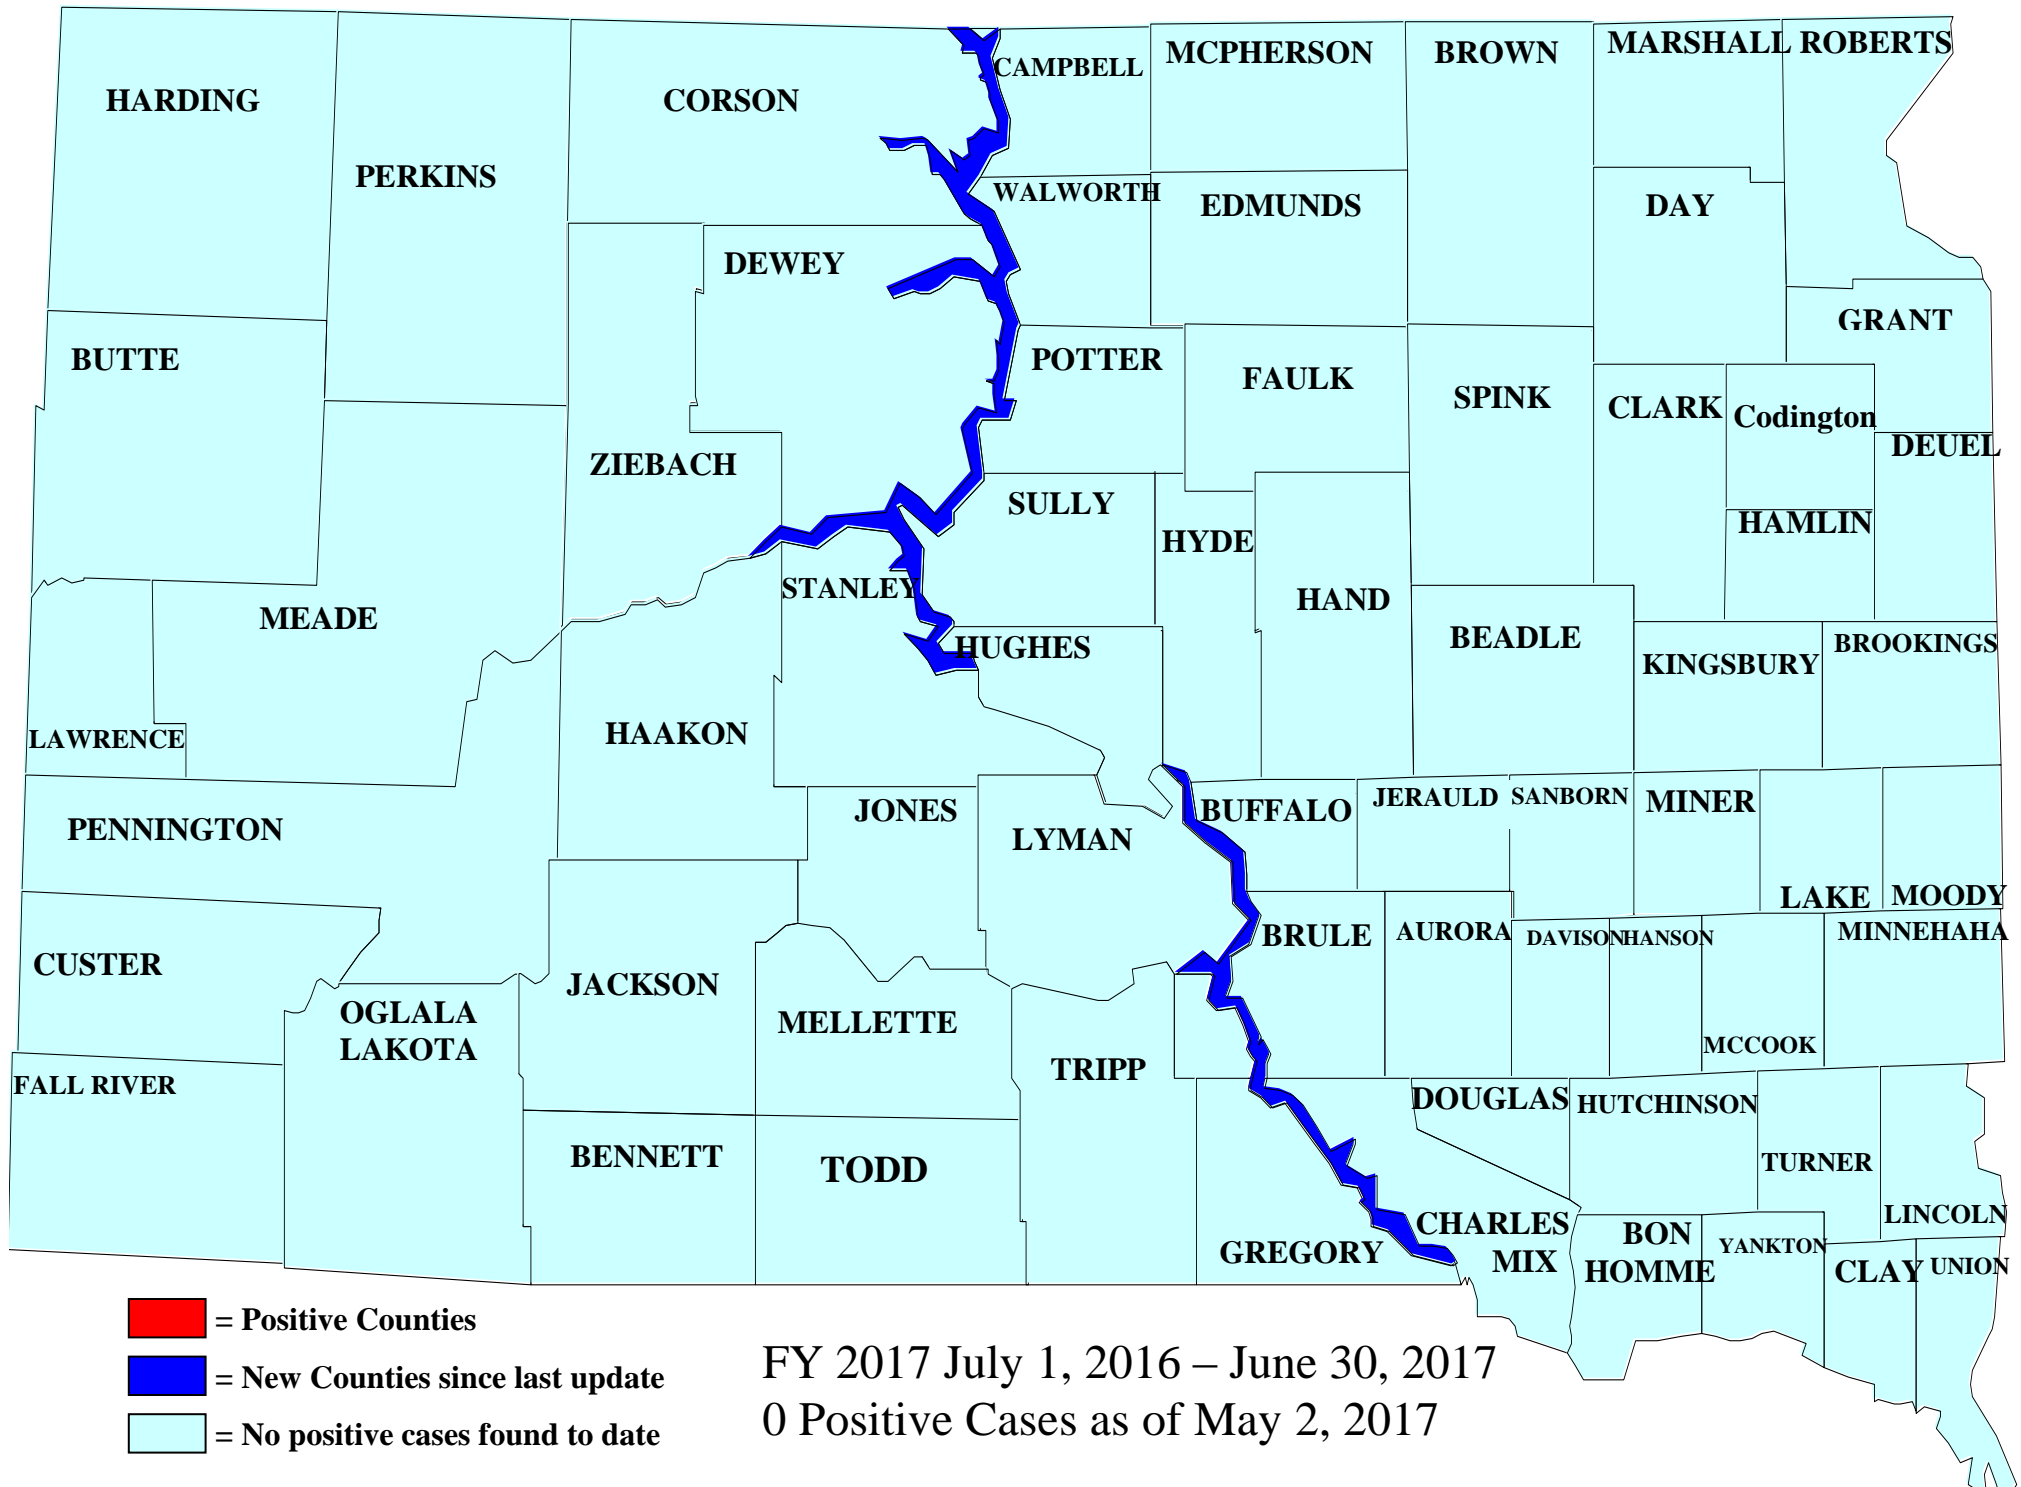 MARSHALL ROBERTS
MCPHERSON
BROWN
CAMPBELL
HARDING
CORSON
PERKINS
WALWORTH
EDMUNDS
DAY
DEWEY
GRANT
BUTTE
POTTER
FAULK
SPINK
CLARK
Codington
DEUEL
ZIEBACH
SULLY
HYDE
HAMLIN
STANLEY
HAND
MEADE
HUGHES
BEADLE
KINGSBURY
BROOKINGS
LAWRENCE
HAAKON
JONES
BUFFALO
JERAULD
SANBORN
MINER
PENNINGTON
LYMAN
LAKE
MOODY
BRULE
AURORA
DAVISON
HANSON
MINNEHAHA
CUSTER
JACKSON
OGLALA
LAKOTA
MELLETTE
MCCOOK
TRIPP
FALL RIVER
DOUGLAS
HUTCHINSON
BENNETT
TODD
TURNER
LINCOLN
CHARLES
MIX
GREGORY
BON
HOMME
YANKTON
CLAY
UNION
= Positive Counties
= New Counties since last update
= No positive cases found to date
FY 2017 July 1, 2016 – June 30, 2017
0 Positive Cases as of May 2, 2017